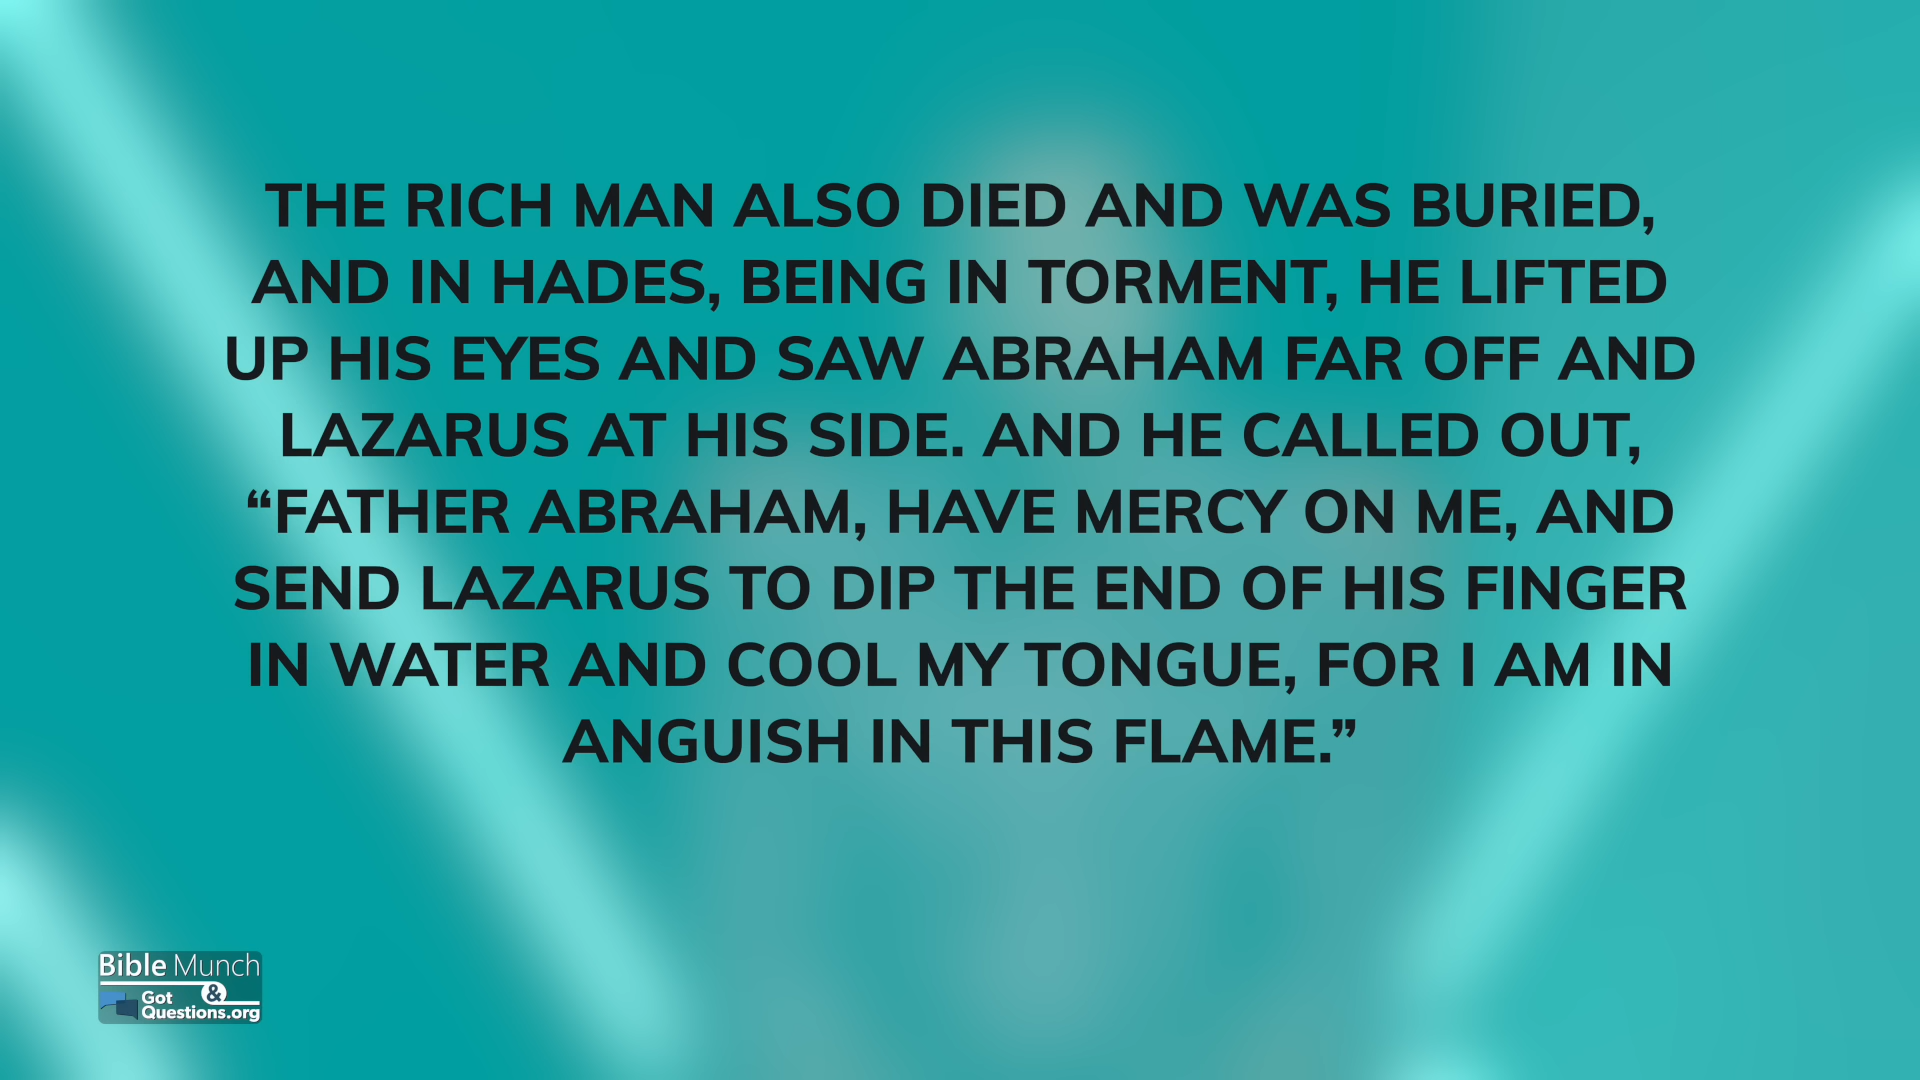 THE RICH MAN ALSO DIED AND WAS BURIED,
AND IN HADES, BEING IN TORMENT, HE LIFTED
UP HIS EYES AND SAW ABRAHAM FAR OFF AND
LAZARUS AT HIS SIDE. AND HE CALLED OUT,
“FATHER ABRAHAM, HAVE MERCY ON ME, AND
SEND LAZARUS TO DIP THE END OF HIS FINGER
IN WATER AND COOL MY TONGUE, FOR I AM IN
ANGUISH IN THIS FLAME.”
Bible Munch
&
Got
Questions.org